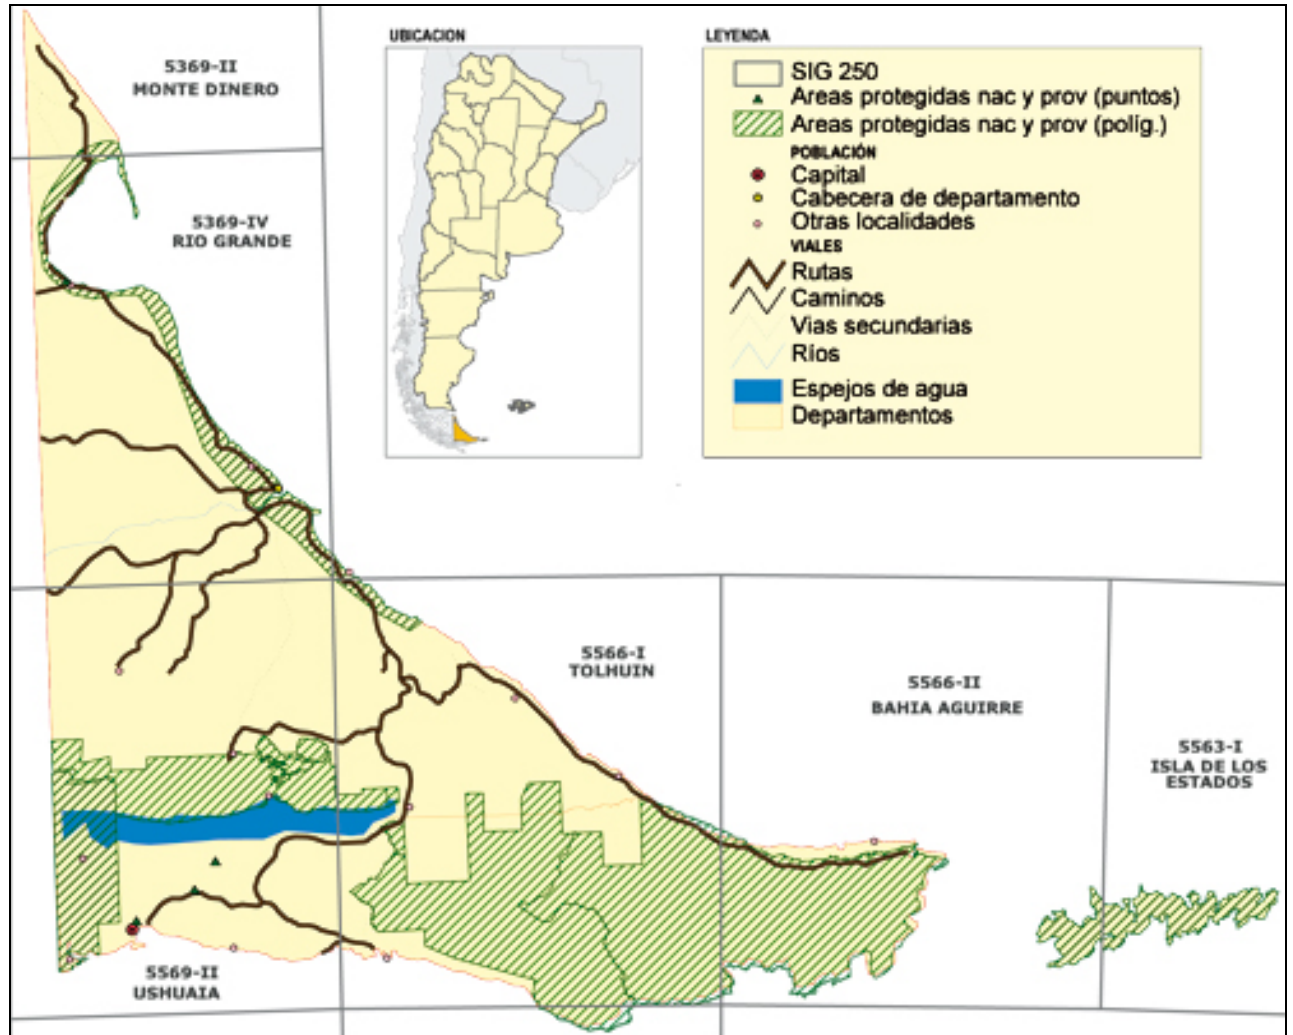 UBICACION
LEYENDA
SIG 250
Areas protegidas nac y prov (puntos)
Areas protegidas nac y prov (políg.)
POBLACIÓN
Capital
Cabecera de departamento
Otras localidades
VIALES
Rutas
Caminos
Vias secundarias
Ríos
Espejos de agua
Departamentos
5369-II
MONTE DINERO
5369-IV
RIO GRANDE
5566-I
TOLHUIN
5566-II
BAHIA AGUIRRE
5563-I
ISLA DE LOS
ESTADOS
5569-II
USHUAIA